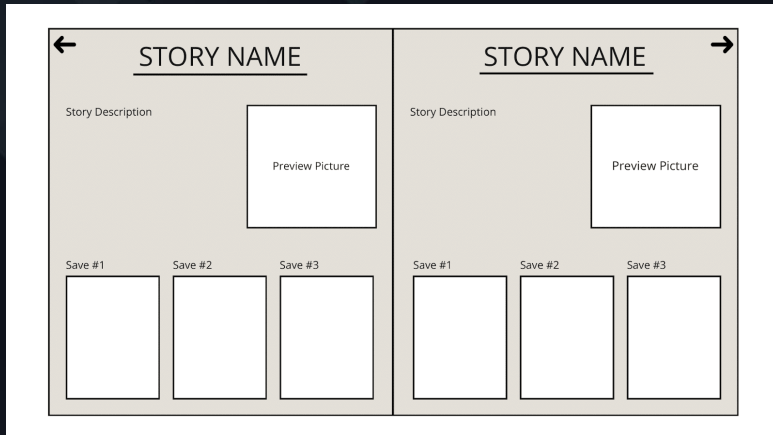 STORY NAME
Story Description
Preview Picture
Save #1 Save #2 Save #3
STORY NAME
Story Description
Preview Picture
Save #1 Save #2 Save #3